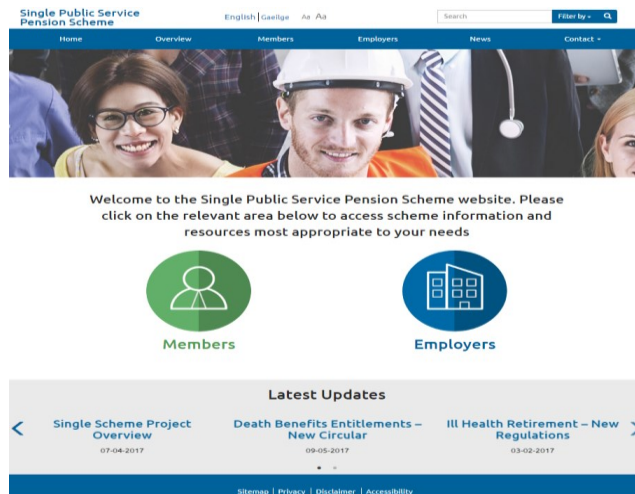 Single Public Service
Pension Scheme
English | Gaeilge Aa Aa
Search
Filter by
Home Overview Members Employers News Contact
Welcome to the Single Public Service Pension Scheme website. Please
click on the relevant area below to access scheme information and
resources most appropriate to your needs
Members
Employers
Latest Updates
Single Scheme Project
Overview
07-04-2017
Death Benefits Entitlements –
New Circular
09-05-2017
Ill Health Retirement – New
Regulations
03-02-2017
Sitemap | Privacy | Disclaimer | Accessibility